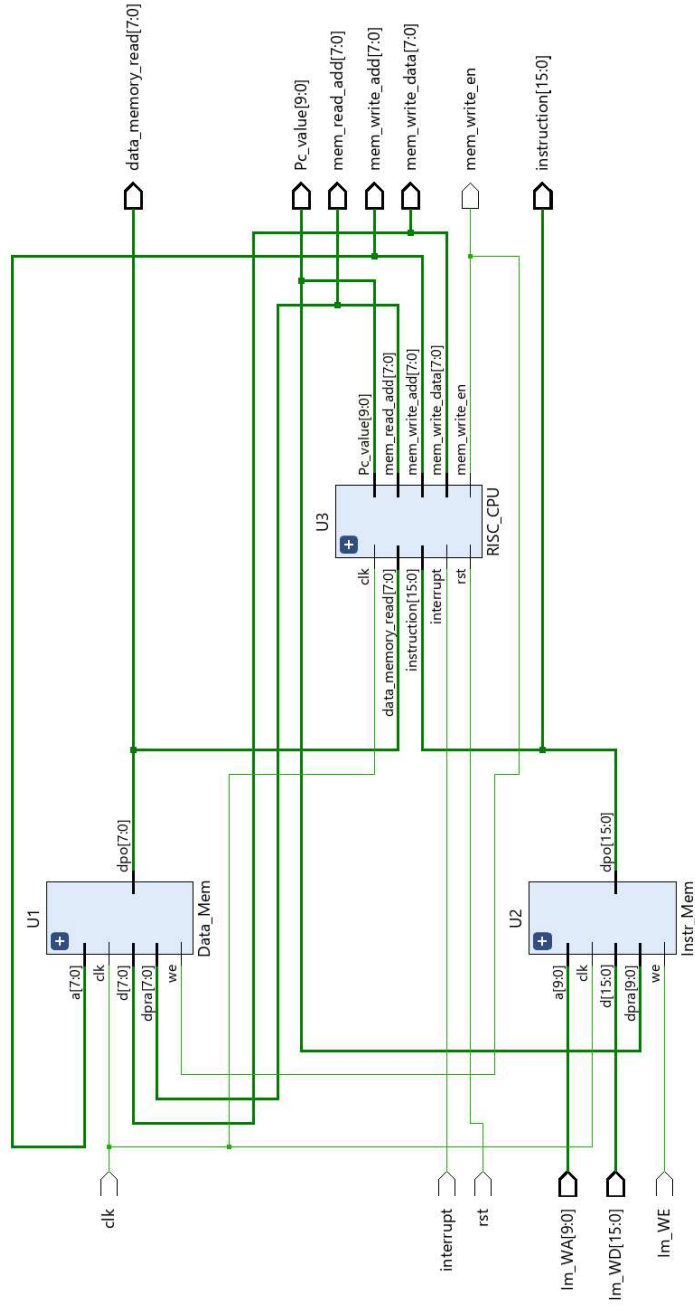 clk
interrupt
rst
Im_WA[9:0]
Im_WD[15:0]
Im_WE
U1
a[7:0]
clk
d[7:0]
dpra[7:0]
we
dpo[7:0]
Data_Mem
U2
a[9:0]
clk
d[15:0]
dpra[9:0]
we
dpo[15:0]
Instr_Mem
U3
clk
data_memory_read[7:0]
instruction[15:0]
interrupt
rst
Pc_value[9:0]
mem_read_add[7:0]
mem_write_add[7:0]
mem_write_data[7:0]
mem_write_en
RISC_CPU
data_memory_read[7:0]
Pc_value[9:0]
mem_read_add[7:0]
mem_write_add[7:0]
mem_write_data[7:0]
mem_write_en
instruction[15:0]